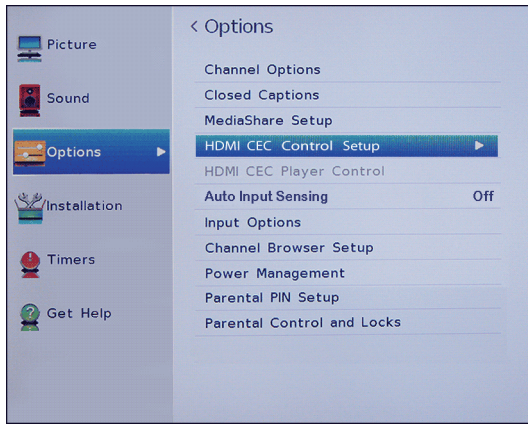 Picture
Sound
Options
Installation
Timers
Get Help
< Options
Channel Options
Closed Captions
MediaShare Setup
HDMI CEC Control Setup
HDMI CEC Player Control
Auto Input Sensing Off
Input Options
Channel Browser Setup
Power Management
Parental PIN Setup
Parental Control and Locks